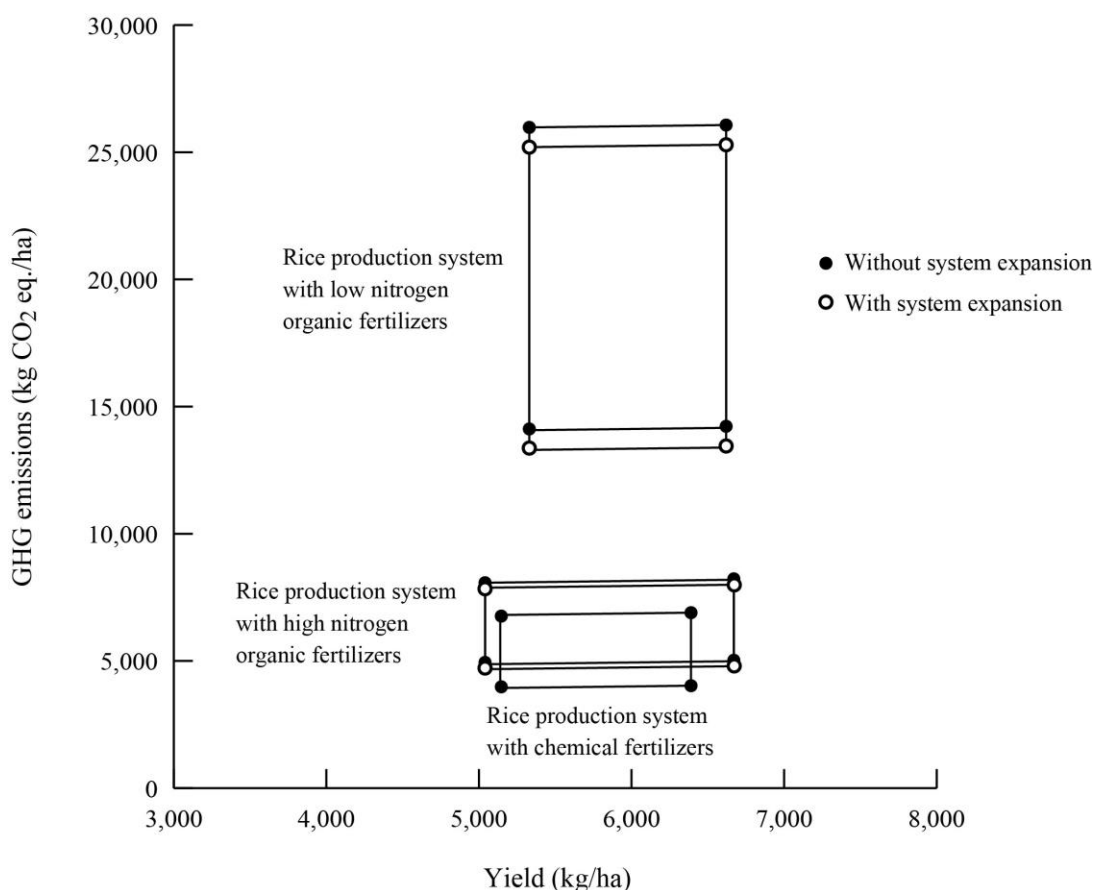 30,000
25,000
20,000
15,000
10,000
5,000
0
GHG emissions (kg CO2 eq./ha)
Rice production system
with low nitrogen
organic fertilizers
Without system expansion
With system expansion
Rice production system
with high nitrogen
organic fertilizers
Rice production system
with chemical fertilizers
3,000
4,000
5,000
6,000
7,000
8,000
Yield (kg/ha)